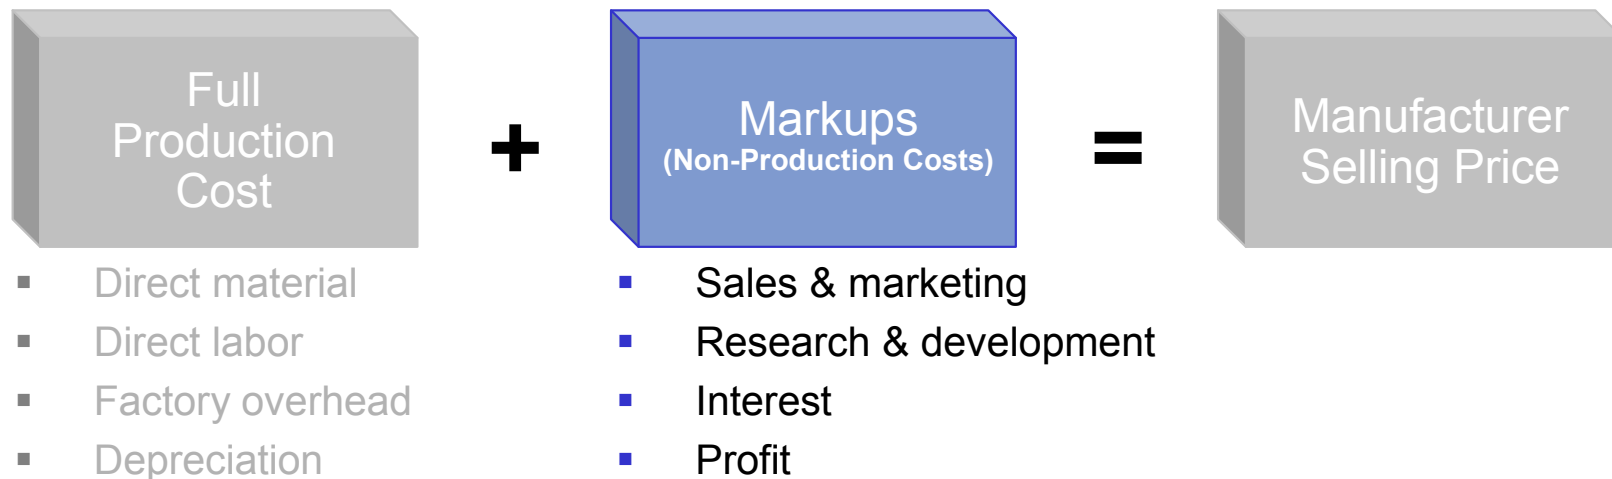 Full
Production
Cost
+
Markups
(Non-Production Costs)
=
Manufacturer
Selling Price
▪ Direct material
▪ Direct labor
▪ Factory overhead
▪ Depreciation
▪ Sales & marketing
▪ Research & development
▪ Interest
▪ Profit